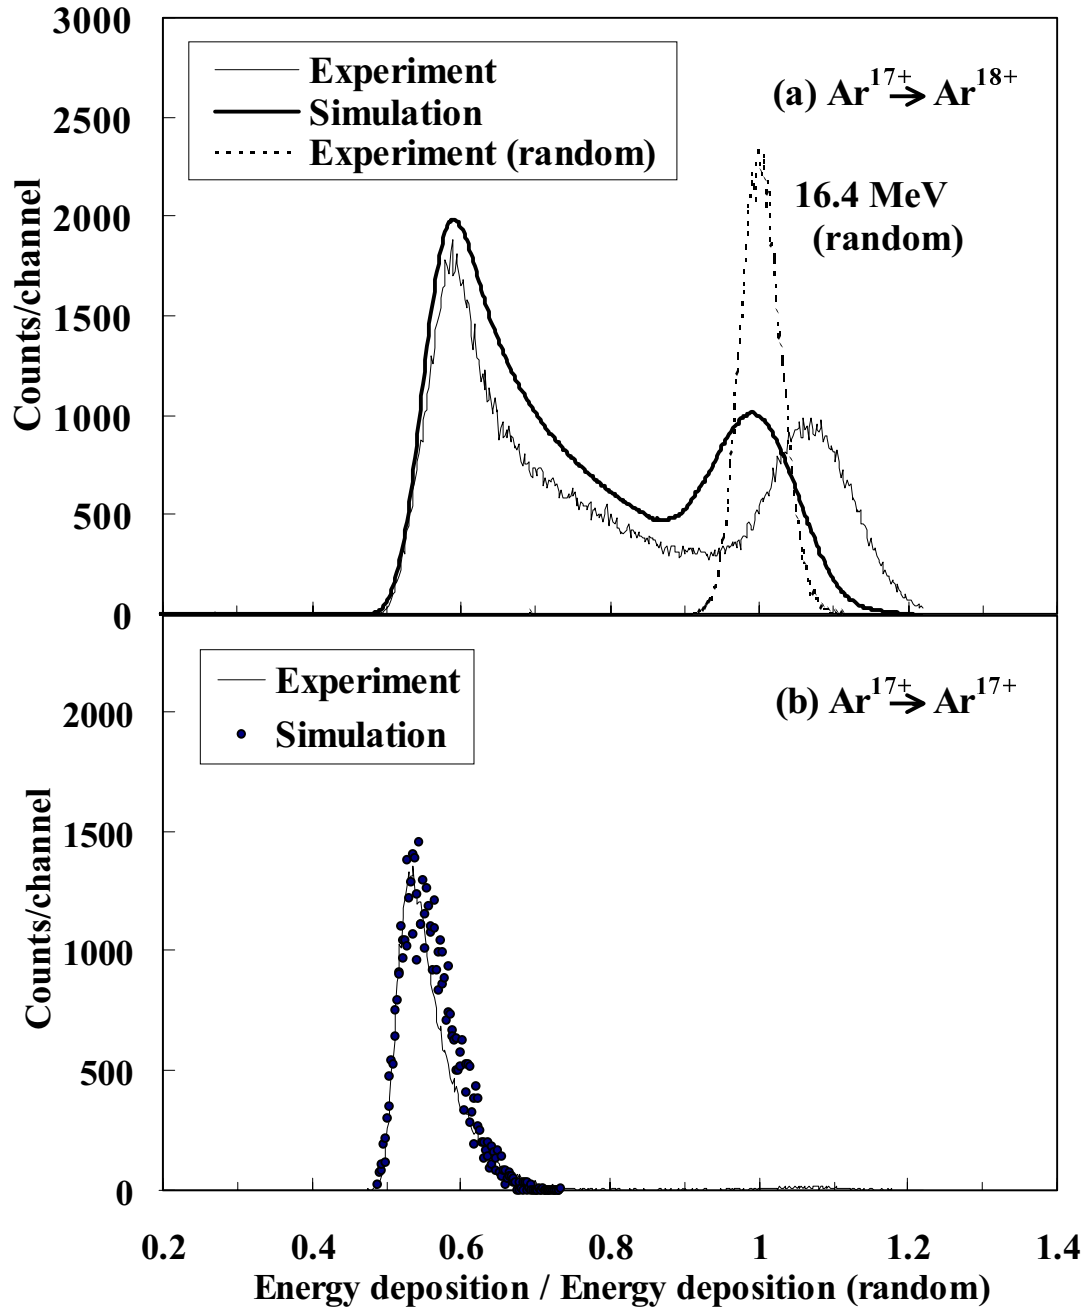 3000
2500
2000
1500
1000
500
0
Counts/channel
Experiment
Simulation
Experiment (random)
(a) Ar17+ → Ar18+
16.4 MeV
(random)
2000
1500
1000
500
0
Counts/channel
Experiment
Simulation
(b) Ar17+ → Ar17+
0.2 0.4 0.6 0.8 1 1.2 1.4
Energy deposition / Energy deposition (random)